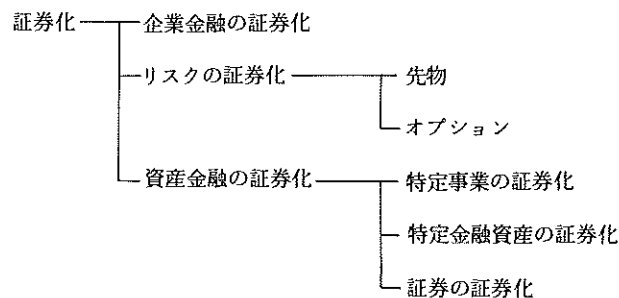 証券化 企業金融の証券化
リスクの証券化 先物
オプション
資産金融の証券化 特定事業の証券化
特定金融資産の証券化
証券の証券化